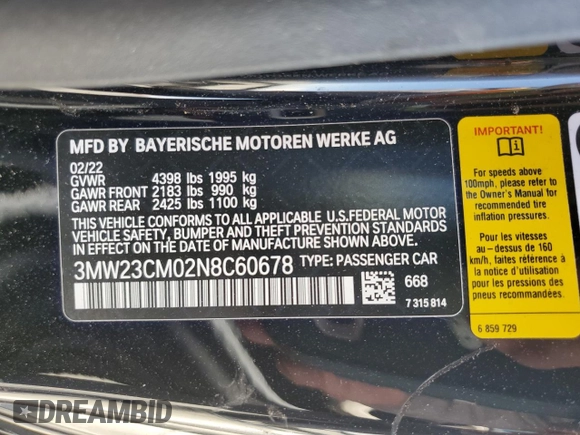 MFD BY BAYERISCHE MOTOREN WERKE AG
02/22
GVWR 4398 lbs 1995 kg
GAWR FRONT 2183 lbs 990 kg
GAWR REAR 2425 lbs 1100 kg
THIS VEHICLE CONFORMS TO ALL APPLICABLE U.S.FEDERAL MOTOR
VEHICLE SAFETY, BUMPER AND THEFT PREVENTION STANDARDS
IN EFFECT ON THE DATE OF MANUFACTURE SHOWN ABOVE.
3MW23CM02N8C60678 TYPE: PASSENGER CAR
668
7 315 814
IMPORTANT!
For speeds above
100mph, please refer to
the Owner's Manual for
recommended tire
inflation pressures.
Pour les vitesses
au-dessus de 160
km/h, priére de se référer
à la notice d'utilisation
pour les pressions des
pneus recommandées.
6 859 729
DREAMBID